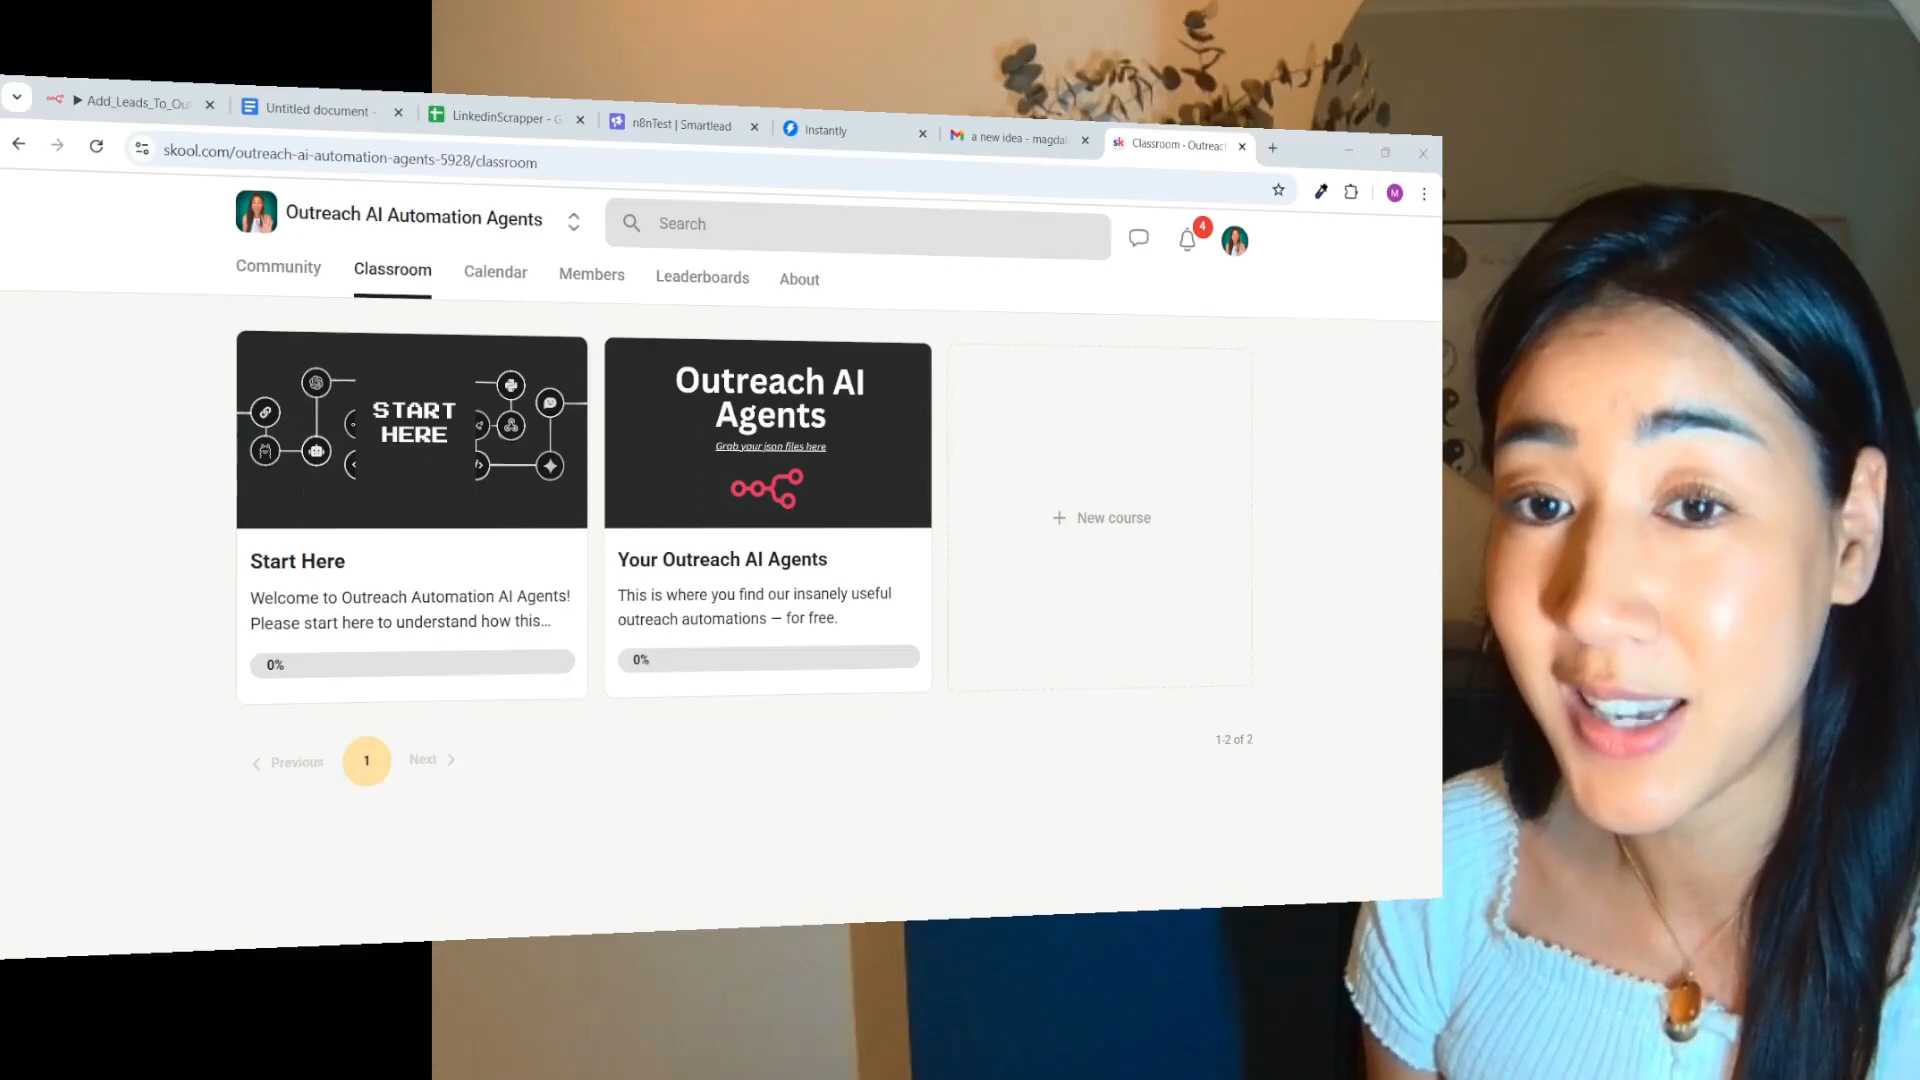 Add_Leads_To_Ou
Untitled document -
LinkedinScrapper - G
n8nTest | Smartlead
Instantly
a new idea - magdal
sk Classroom - Outreac
skool.com/outreach-ai-automation-agents-5928/classroom
M
Outreach AI Automation Agents
Search
4
Community
Classroom
Calendar
Members
Leaderboards
About
START
HERE
Outreach AI
Agents
Grab your json files here
New course
Start Here
Welcome to Outreach Automation AI Agents!
Please start here to understand how this...
0%
Your Outreach AI Agents
This is where you find our insanely useful
outreach automations — for free.
0%
Previous
1
Next
1-2 of 2